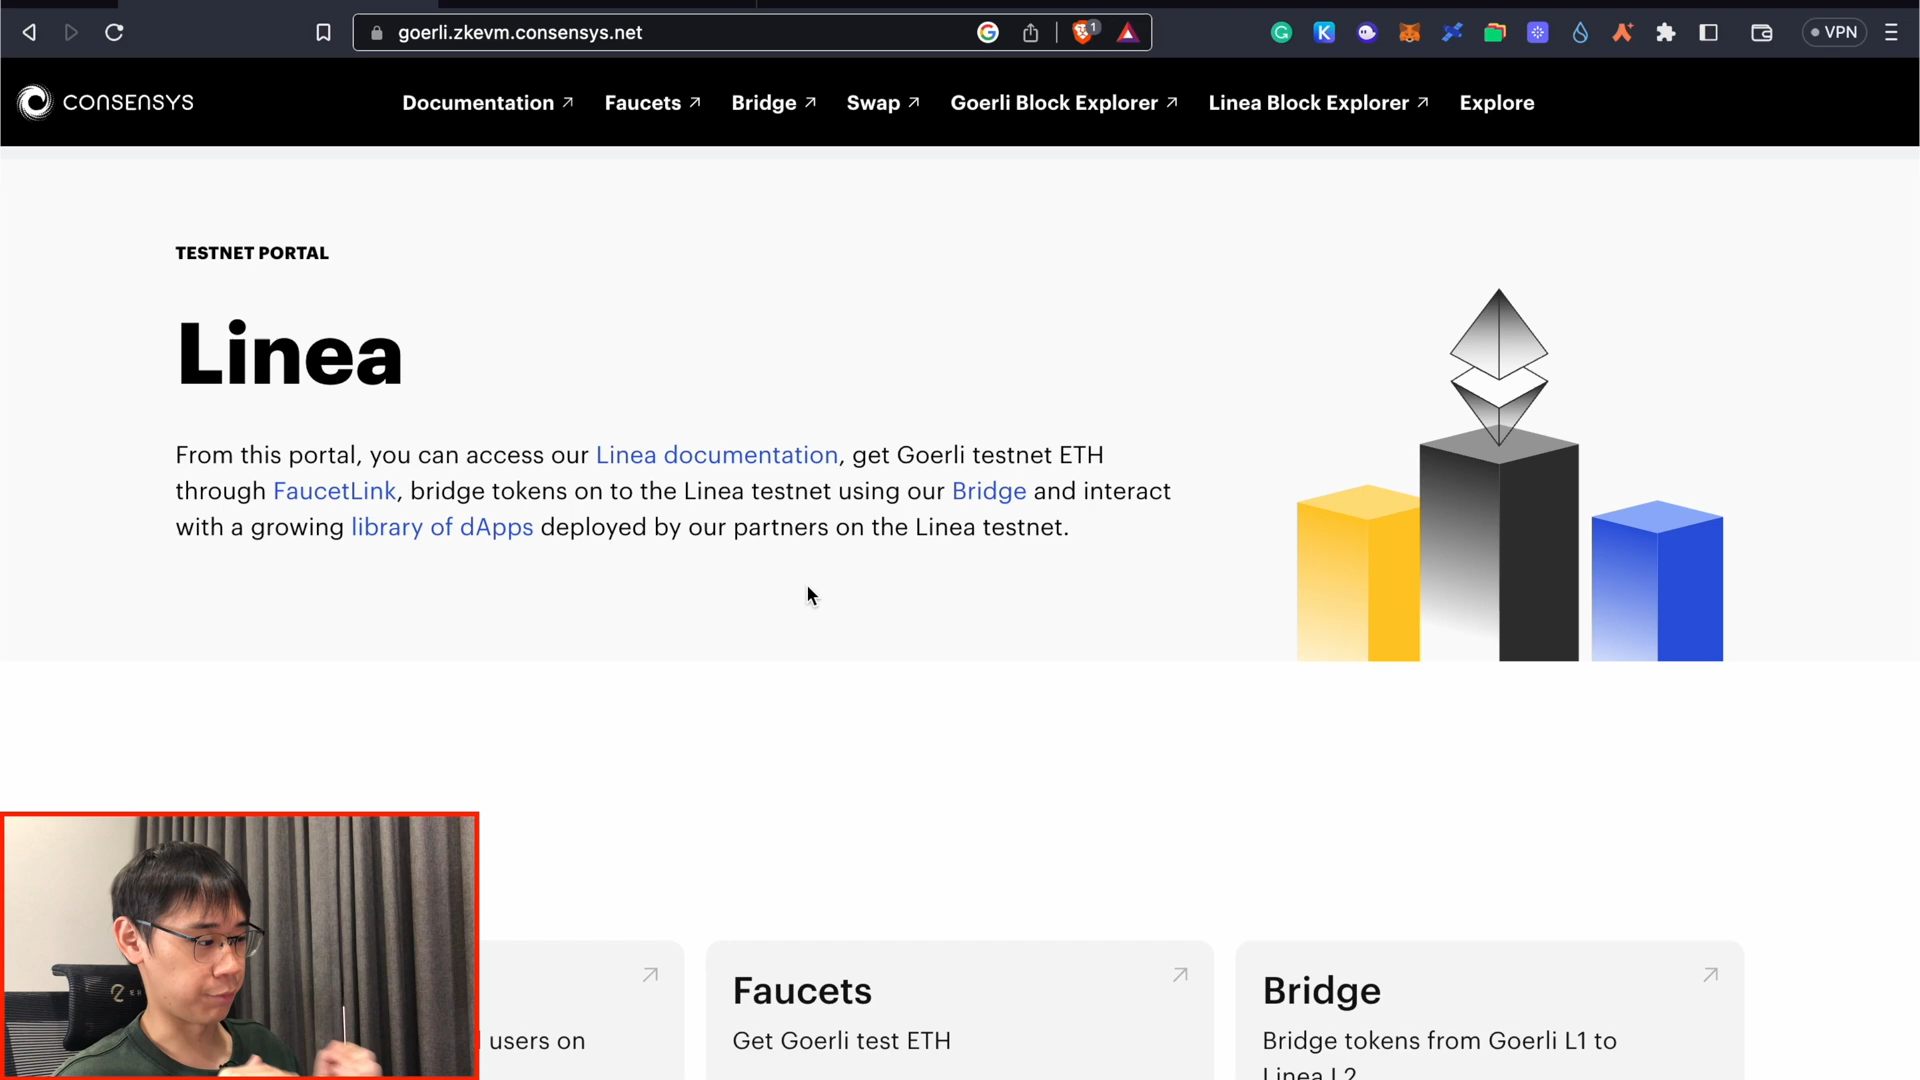 goerli.zkevm.consensys.net
1
VPN
CONSENSYS
Documentation ↗ Faucets ↗ Bridge ↗ Swap ↗ Goerli Block Explorer ↗ Linea Block Explorer ↗ Explore
TESTNET PORTAL
Linea
From this portal, you can access our Linea documentation, get Goerli testnet ETH
through FaucetLink, bridge tokens on to the Linea testnet using our Bridge and interact
with a growing library of dApps deployed by our partners on the Linea testnet.
users on
Faucets
Get Goerli test ETH
Bridge
Bridge tokens from Goerli L1 to
Linea L2